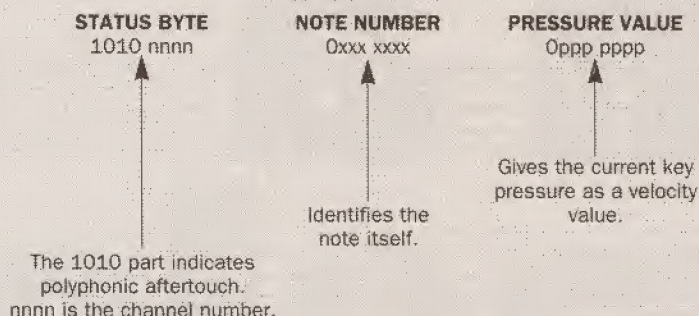 STATUS BYTE NOTE NUMBER PRESSURE VALUE
1010 nnnn 0xxx xxxx 0ppp pppp
Gives the current key
pressure as a velocity
value.
Identifies the
note itself.
The 1010 part indicates
polyphonic aftertouch.
nnnn is the channel number.